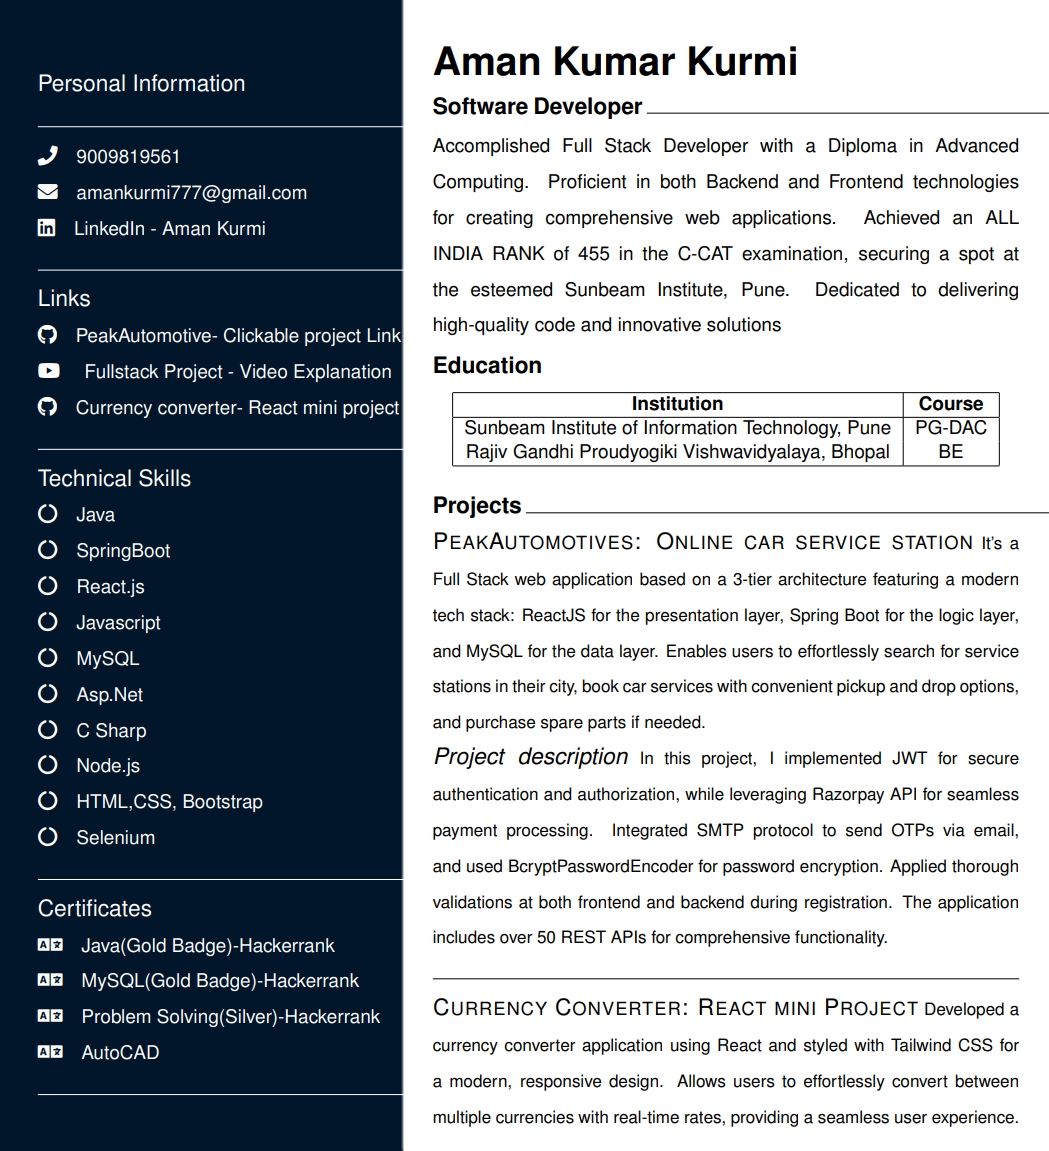 Personal Information
9009819561
amankurmi777@gmail.com
LinkedIn - Aman Kurmi
Links
PeakAutomotive- Clickable project Link
Fullstack Project - Video Explanation
Currency converter- React mini project
Technical Skills
Java
SpringBoot
React.js
Javascript
MySQL
Asp.Net
C Sharp
Node.js
HTML,CSS, Bootstrap
Selenium
Certificates
Java(Gold Badge)-Hackerrank
MySQL(Gold Badge)-Hackerrank
Problem Solving(Silver)-Hackerrank
AutoCAD
Aman Kumar Kurmi
Software Developer
Accomplished Full Stack Developer with a Diploma in Advanced
Computing. Proficient in both Backend and Frontend technologies
for creating comprehensive web applications. Achieved an ALL
INDIA RANK of 455 in the C-CAT examination, securing a spot at
the esteemed Sunbeam Institute, Pune. Dedicated to delivering
high-quality code and innovative solutions
Education
Institution Course
Sunbeam Institute of Information Technology, Pune PG-DAC
Rajiv Gandhi Proudyogiki Vishwavidyalaya, Bhopal BE
Projects
PEAKAUTOMOTIVES: ONLINE CAR SERVICE STATION It's a
Full Stack web application based on a 3-tier architecture featuring a modern
tech stack: ReactJS for the presentation layer, Spring Boot for the logic layer,
and MySQL for the data layer. Enables users to effortlessly search for service
stations in their city, book car services with convenient pickup and drop options,
and purchase spare parts if needed.
Project description In this project, I implemented JWT for secure
authentication and authorization, while leveraging Razorpay API for seamless
payment processing. Integrated SMTP protocol to send OTPs via email,
and used BcryptPasswordEncoder for password encryption. Applied thorough
validations at both frontend and backend during registration. The application
includes over 50 REST APIs for comprehensive functionality.
CURRENCY CONVERTER: REACT MINI PROJECT Developed a
currency converter application using React and styled with Tailwind CSS for
a modern, responsive design. Allows users to effortlessly convert between
multiple currencies with real-time rates, providing a seamless user experience.